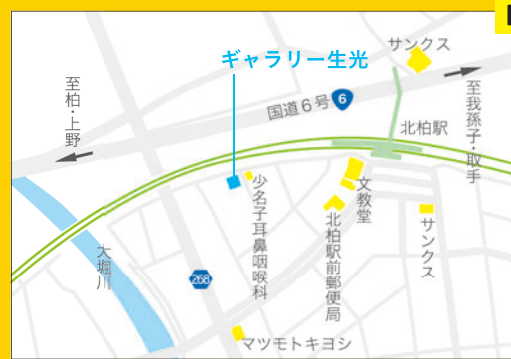 サンクス
ギャラリー生光
至柏・上野
国道6号
6
至我孫子・取手
北柏駅
文教堂
少名子耳鼻咽喉科
北柏駅前郵便局
サンクス
大堀川
268
マツモトキヨシ